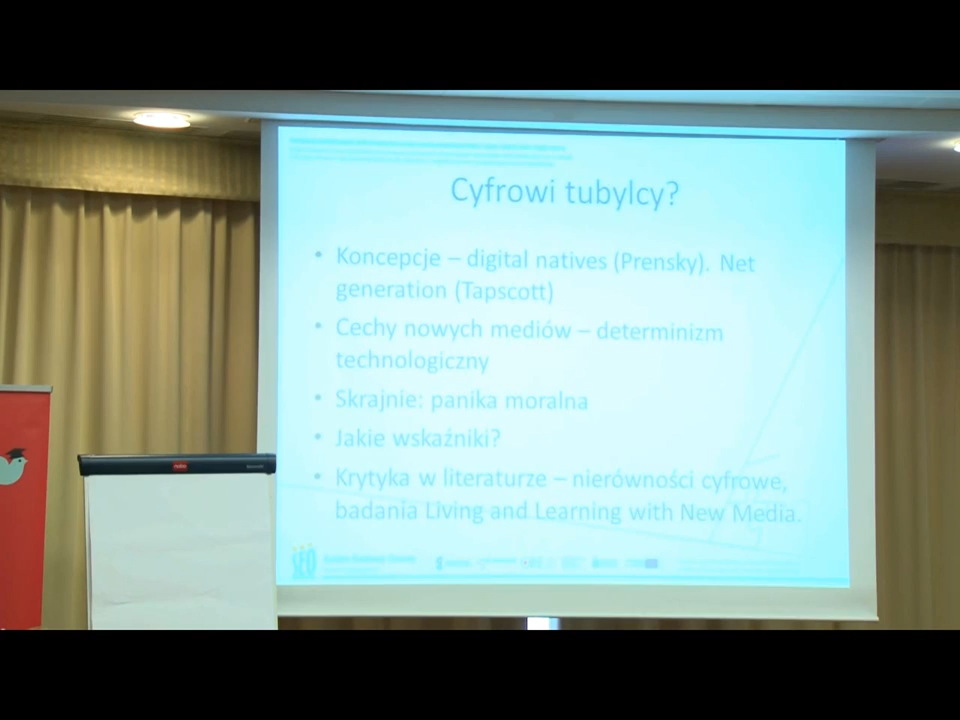 Cyfrowi tubylcy?
• Koncepcje – digital natives (Prensky). Net
generation (Tapscott)
• Cechy nowych mediów – determinizm
technologiczny
• Skrajnie: panika moralna
• Jakie wskaźniki?
• Krytyka w literaturze – nierówności cyfrowe,
badania Living and Learning with New Media.